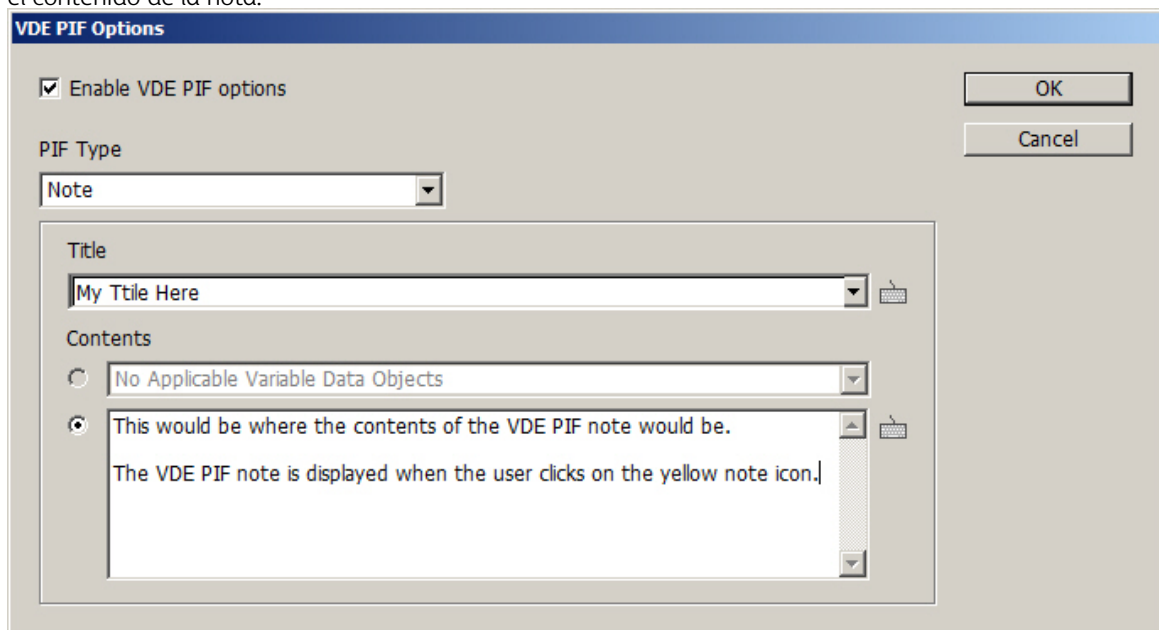 el contenido de la nota.
VDE PIF Options
Enable VDE PIF options
OK
Cancel
PIF Type
Note
Title
My Ttile Here
Contents
No Applicable Variable Data Objects
This would be where the contents of the VDE PIF note would be.
The VDE PIF note is displayed when the user clicks on the yellow note icon.